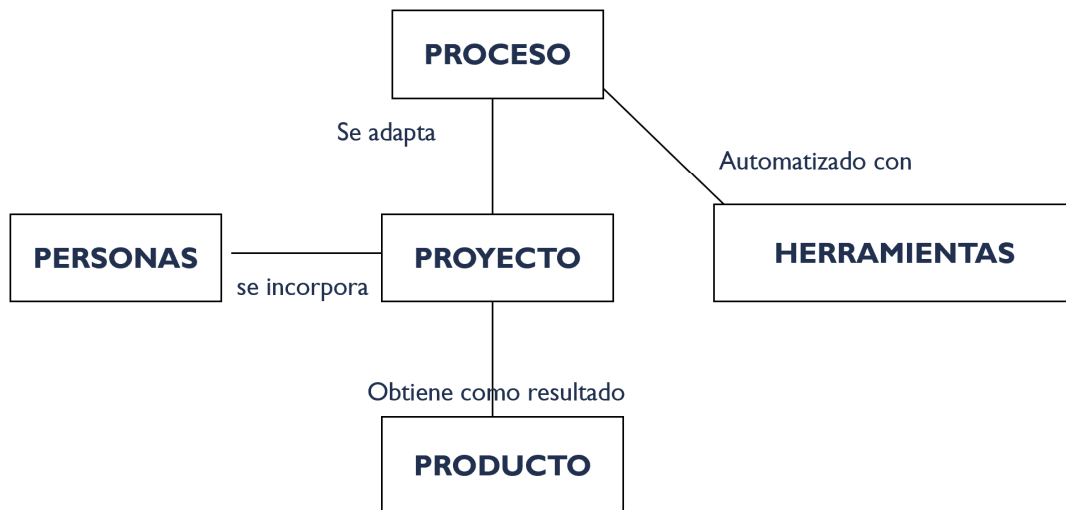 PROCESO
Se adapta
Automatizado con
PERSONAS
se incorpora
PROYECTO
HERRAMIENTAS
Obtiene como resultado
PRODUCTO